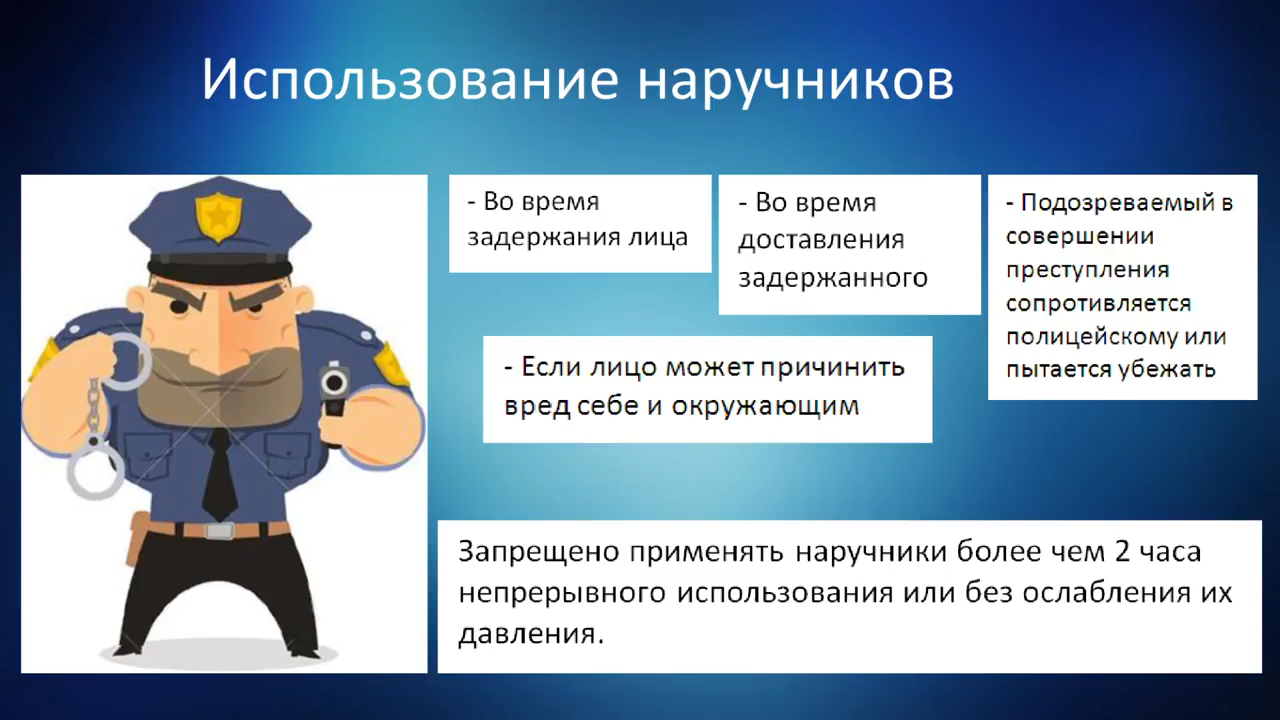 Использование наручников
- Во время
задержания лица
- Во время
доставления
задержанного
- Подозреваемый в
совершении
преступления
сопротивляется
полицейскому или
пытается убежать
- Если лицо может причинить
вред себе и окружающим
Запрещено применять наручники более чем 2 часа
непрерывного использования или без ослабления их
давления.